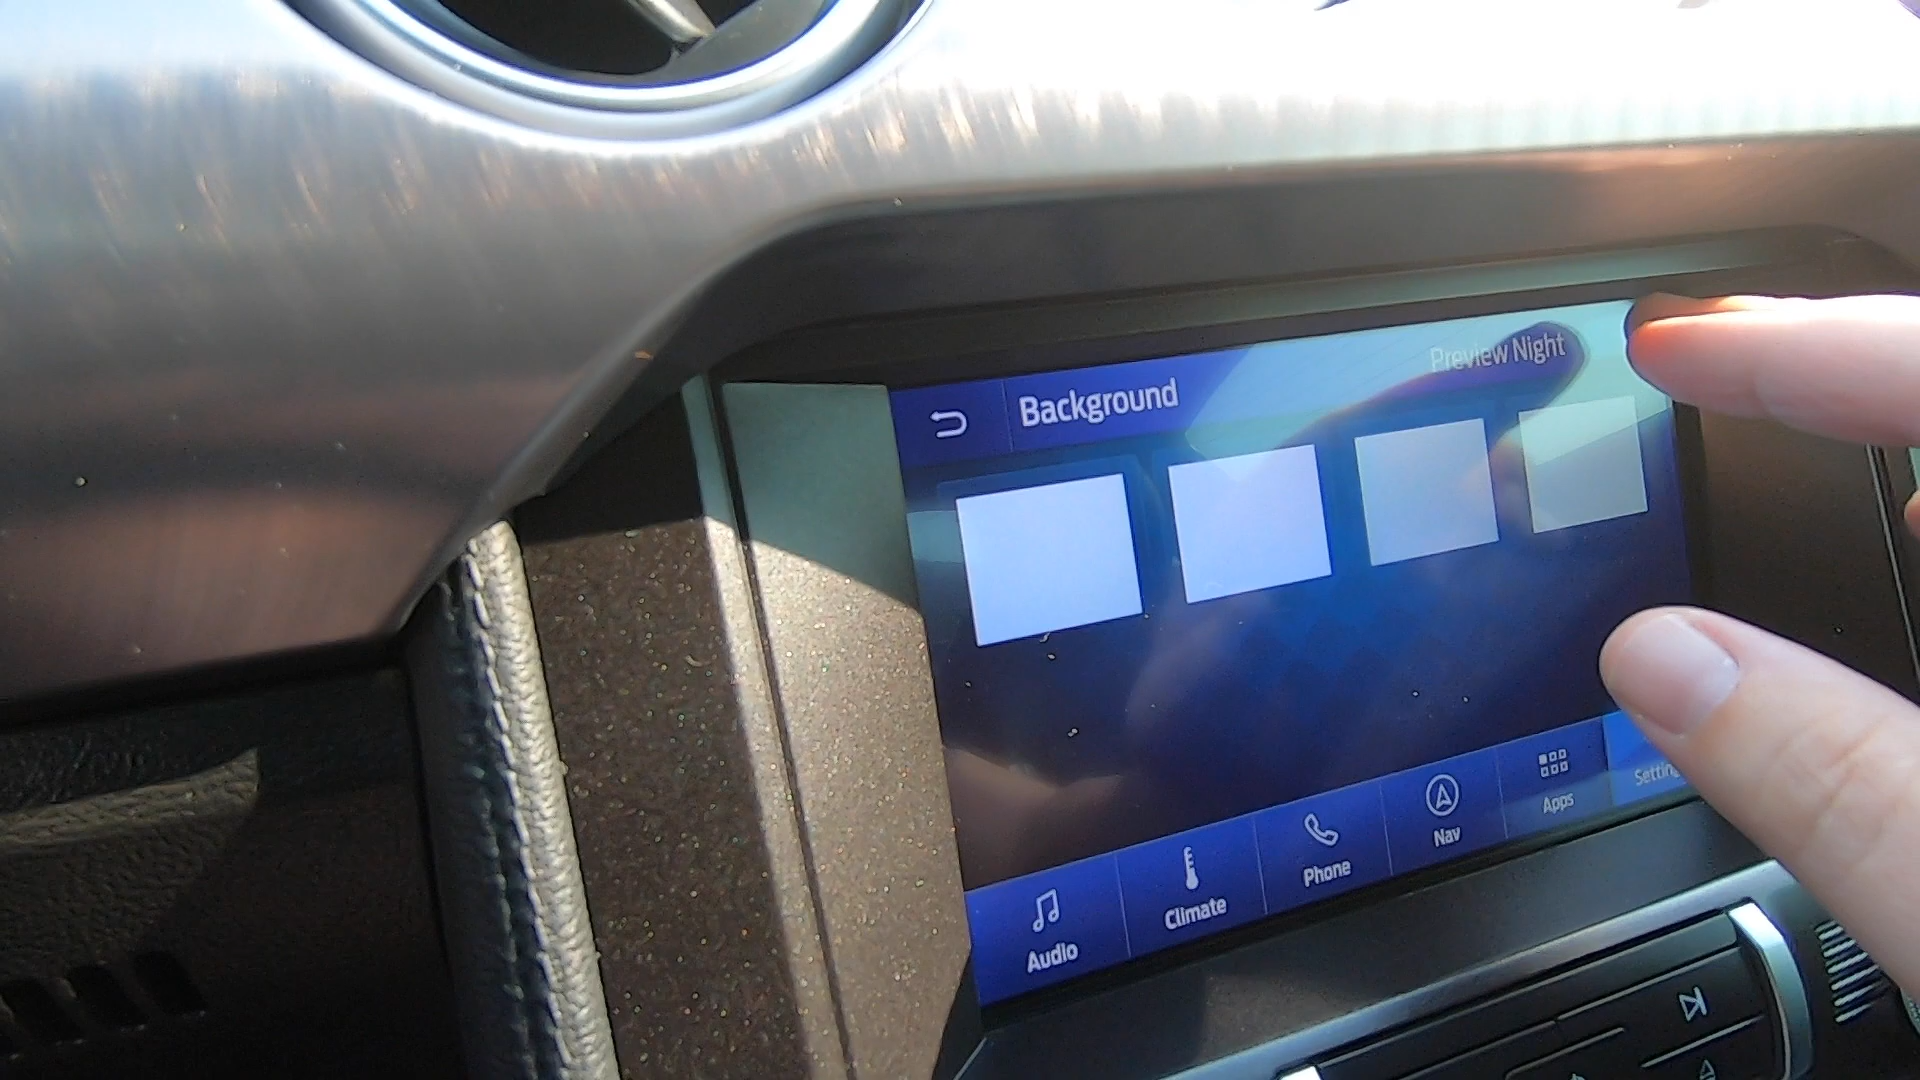 Background
Preview Night
Audio
Climate
Phone
Nav
Apps